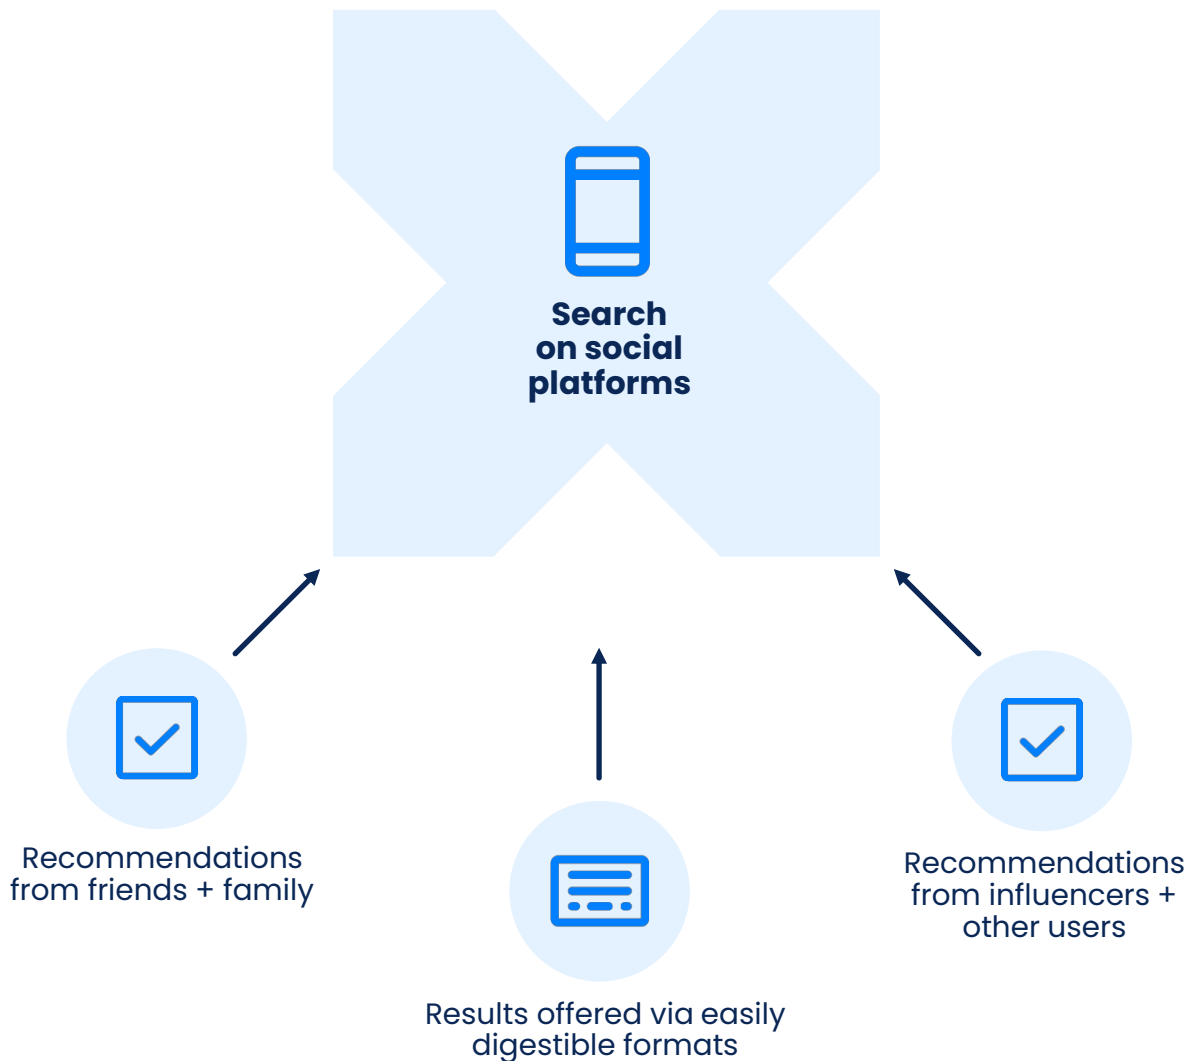 Search
on social
platforms
Recommendations
from friends + family
Recommendations
from influencers +
other users
Results offered via easily
digestible formats